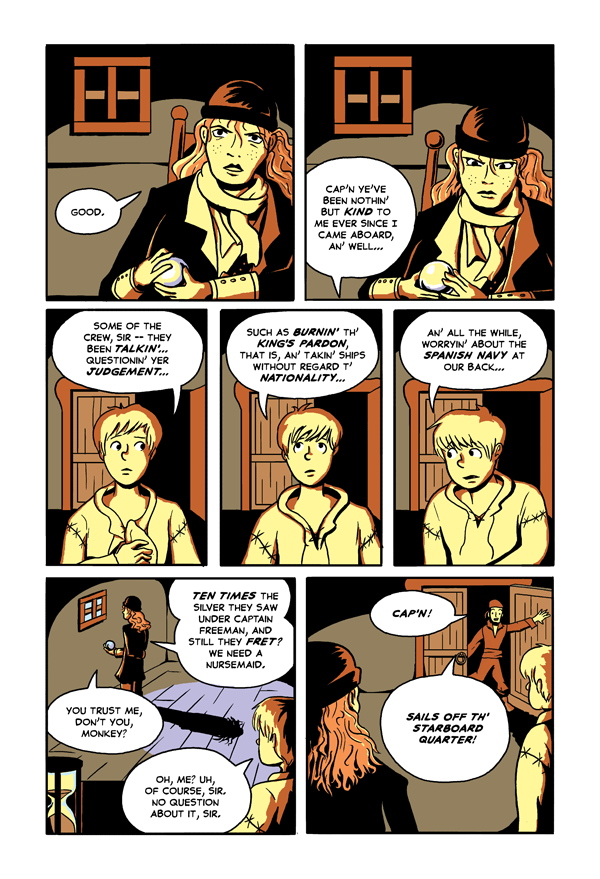 GOOD.
CAP'N YE'VE
BEEN NOTHIN'
BUT KIND TO
ME EVER SINCE I
CAME ABOARD,
AN' WELL...
SOME OF THE
CREW, SIR -- THEY
BEEN TALKIN'...
QUESTIONIN' YER
JUDGEMENT...
SUCH AS BURNIN' TH'
KING'S PARDON,
THAT IS, AN' TAKIN' SHIPS
WITHOUT REGARD T'
NATIONALITY...
AN' ALL THE WHILE,
WORRYIN' ABOUT THE
SPANISH NAVY AT
OUR BACK...
TEN TIMES THE
SILVER THEY SAW
UNDER CAPTAIN
FREEMAN, AND
STILL THEY FRET?
WE NEED A
NURSEMAID.
YOU TRUST ME,
DON'T YOU,
MONKEY?
OH, ME? UH,
OF COURSE, SIR.
NO QUESTION
ABOUT IT, SIR.
CAP'N!
SAILS OFF TH'
STARBOARD
QUARTER!